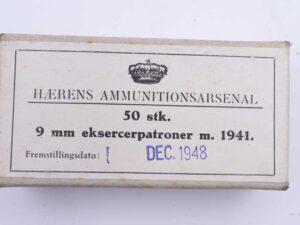 HÆRENS AMMUNITIONSARSENAL
50 stk.
9 mm eksercerpatroner m. 1941.
Fremstillingsdato: DEC. 1948